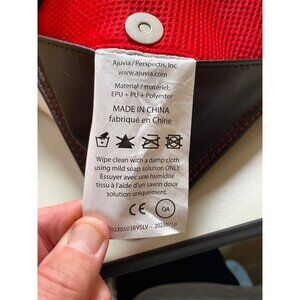 Ajuvia / Perspectis, Inc.
www.ajuvia.com
Material / matériel:
EPU + PU + Polyester
MADE IN CHINA
fabriqué en Chine
Wipe clean with a damp cloth
using mild soap solution ONLY
Essuyer avec une humidité
tissu à l'aide d'un savon doux
solution uniquement.
CE QA